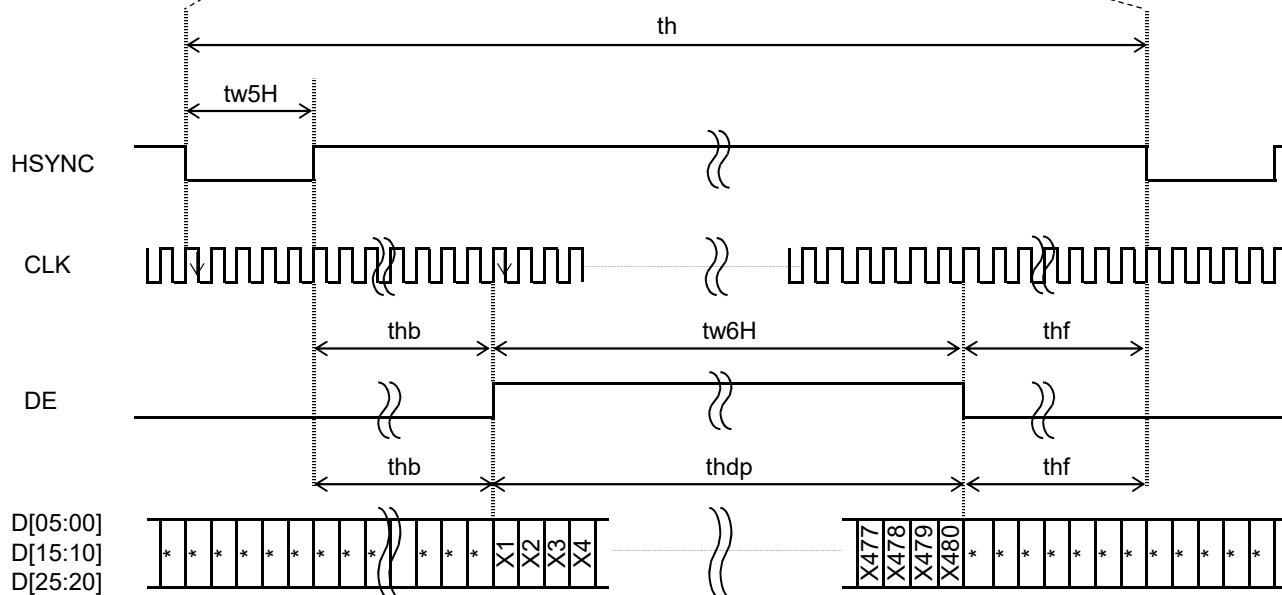 th
tw5H
HSYNC
CLK
thb tw6H thf
DE
thb thdp thf
D[05:00]
D[15:10]
D[25:20]
* * * * * * * * * * * * X1 X2 X3 X4 X477 X478 X479 X480 * * * * * * * * * * * *